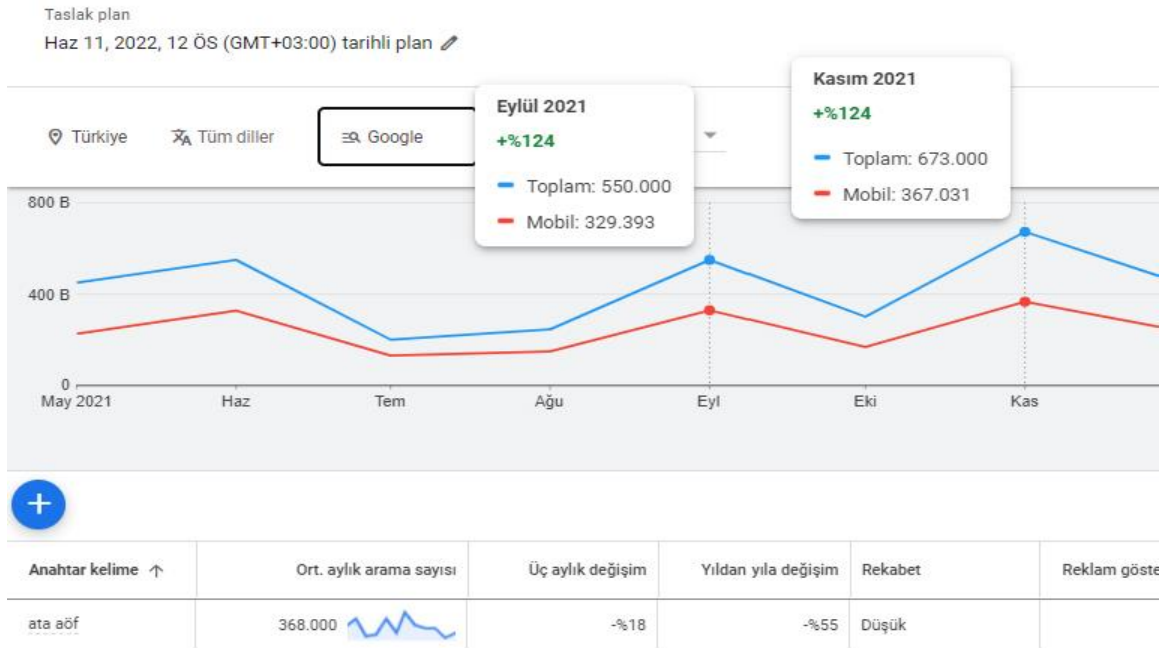 Taslak plan
Haz 11, 2022, 12 ÖS (GMT+03:00) tarihli plan
Türkiye
Tüm diller
Google
Eylül 2021
+%124
Toplam: 550.000
Mobil: 329.393
Kasım 2021
+%124
Toplam: 673.000
Mobil: 367.031
800 B
400 B
0
May 2021 Haz Tem Ağu Eyl Eki Kas
Anahtar kelime Ort. aylık arama sayısı Üç aylık değişim Yıldan yıla değişim Rekabet Reklam göste
ata aöf 368.000 -%18 -%55 Düşük